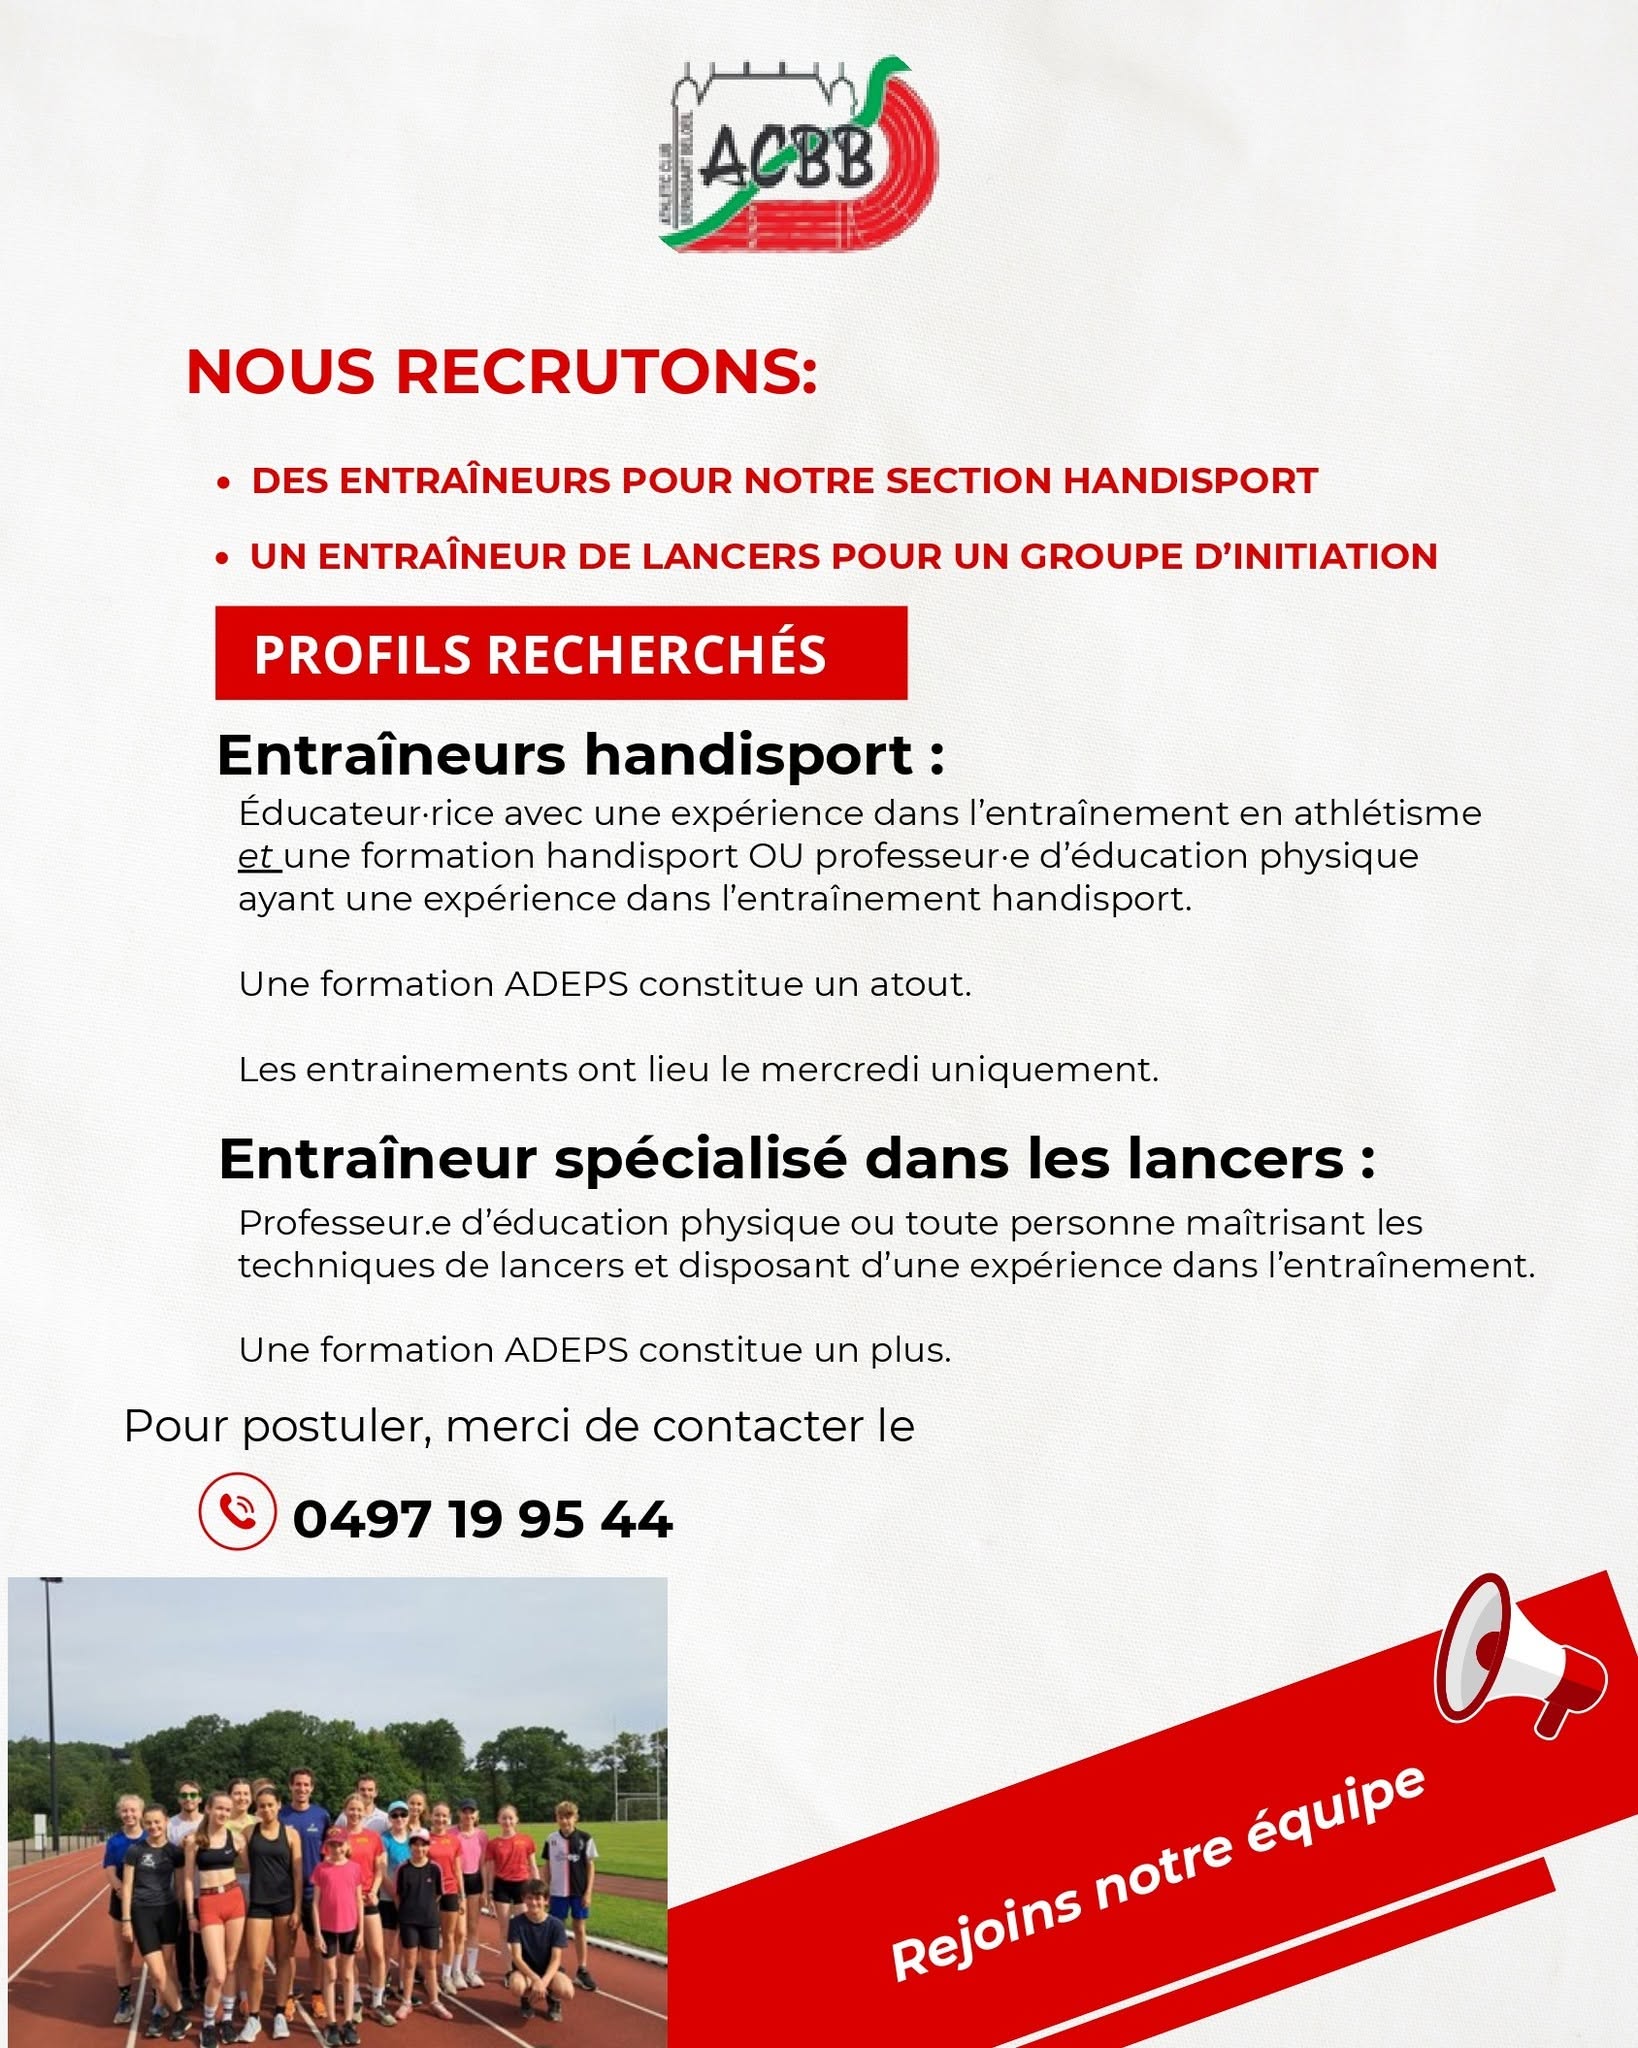 ATHLETIC CLUB
BERNISSART BELOEIL
ACBB
NOUS RECRUTONS:
• DES ENTRAÎNEURS POUR NOTRE SECTION HANDISPORT
• UN ENTRAÎNEUR DE LANCERS POUR UN GROUPE D’INITIATION
PROFILS RECHERCHÉS
Entraîneurs handisport :
Éducateur·rice avec une expérience dans l’entraînement en athlétisme
et une formation handisport OU professeur·e d’éducation physique
ayant une expérience dans l’entraînement handisport.
Une formation ADEPS constitue un atout.
Les entrainements ont lieu le mercredi uniquement.
Entraîneur spécialisé dans les lancers :
Professeur.e d’éducation physique ou toute personne maîtrisant les
techniques de lancers et disposant d’une expérience dans l’entraînement.
Une formation ADEPS constitue un plus.
Pour postuler, merci de contacter le
0497 19 95 44
Rejoins notre équipe